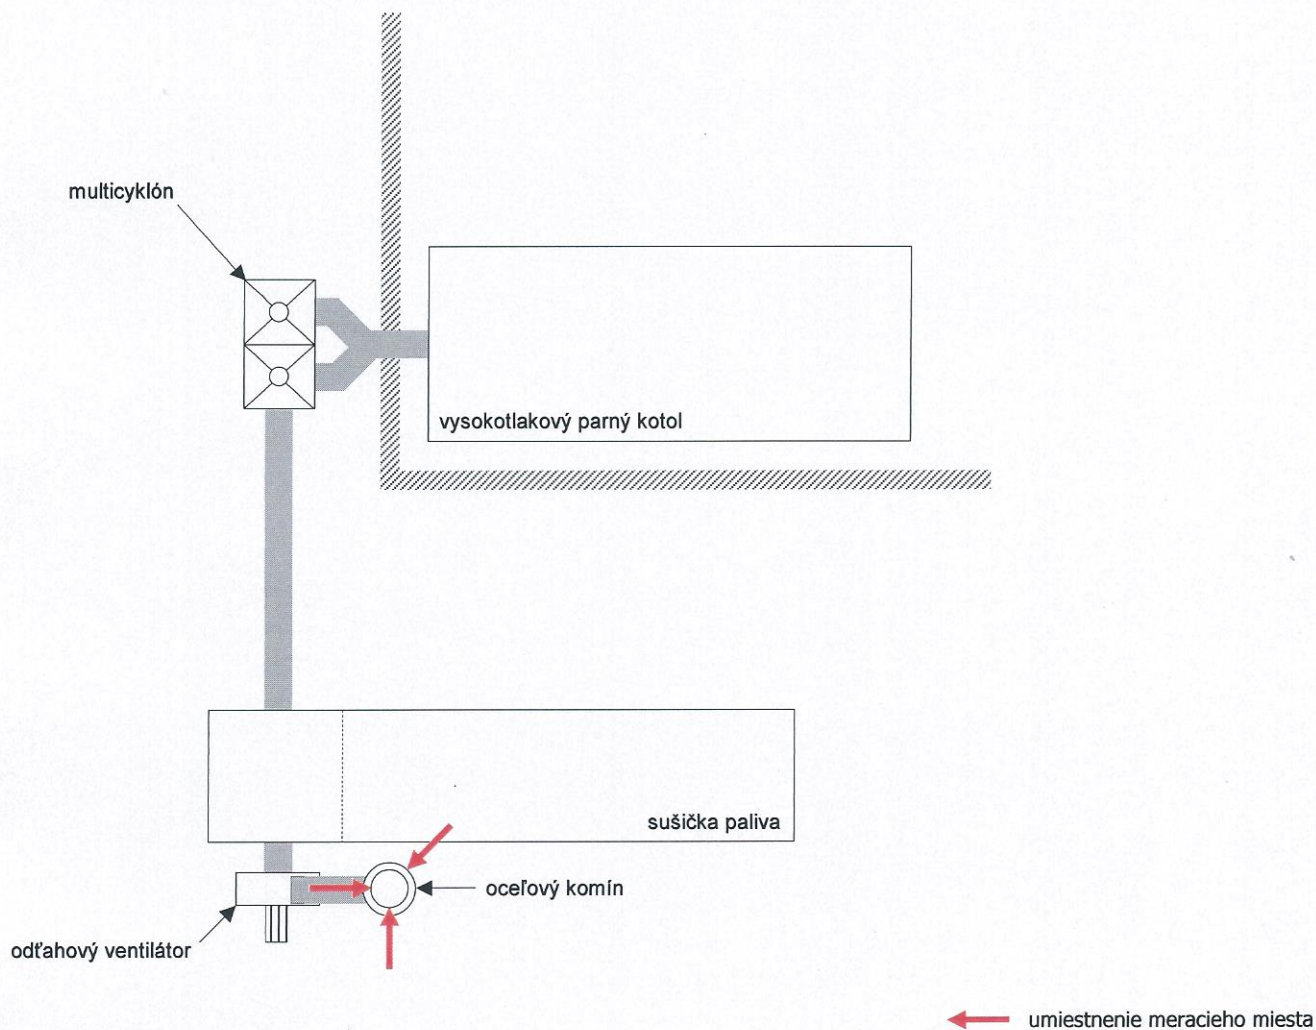 multicyklón
vysokotlakový parný kotol
sušička paliva
oceľový komín
odťahový ventilátor
umiestnenie meracieho miesta